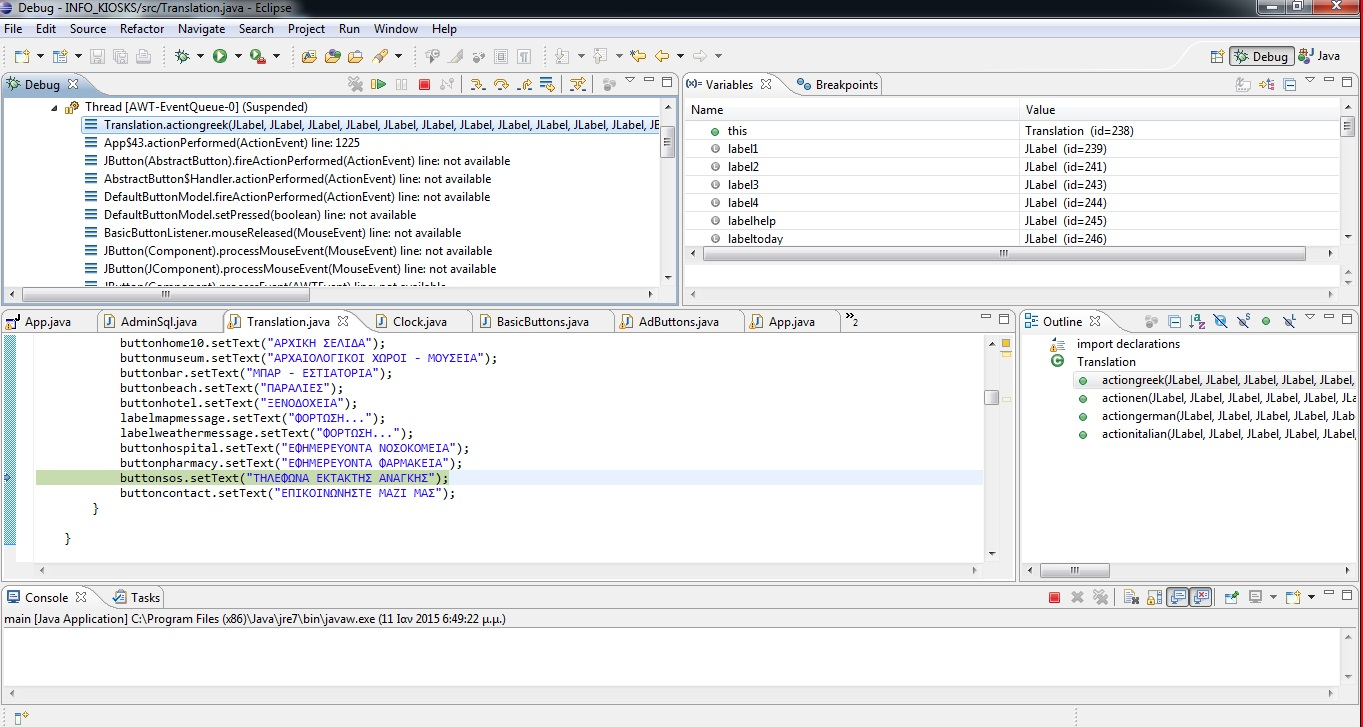 Debug - INFO_KIOSKS/src/Translation.java - Eclipse
File Edit Source Refactor Navigate Search Project Run Window Help
Debug Java
Debug
Thread [AWT-EventQueue-0] (Suspended)
Translation.actiongreek(JLabel, JLabel, JLabel, JLabel, JLabel, JLabel, JLabel, JLabel, JLabel, JLabel, JLabel, JE
App$43.actionPerformed(ActionEvent) line: 1225
JButton(AbstractButton).fireActionPerformed(ActionEvent) line: not available
AbstractButton$Handler.actionPerformed(ActionEvent) line: not available
DefaultButtonModel.fireActionPerformed(ActionEvent) line: not available
DefaultButtonModel.setPressed(boolean) line: not available
BasicButtonListener.mouseReleased(MouseEvent) line: not available
JButton(Component).processMouseEvent(MouseEvent) line: not available
JButton(JComponent).processMouseEvent(MouseEvent) line: not available
JButton(Component).processEvent(AWTEvent) line: not available
(x)= Variables Breakpoints
Name Value
this Translation (id=238)
label1 JLabel (id=239)
label2 JLabel (id=241)
label3 JLabel (id=243)
label4 JLabel (id=244)
labelhelp JLabel (id=245)
labeltoday JLabel (id=246)
App.java AdminSql.java Translation.java Clock.java BasicButtons.java AdButtons.java App.java »2
buttonhome10.setText("ΑΡΧΙΚΗ ΣΕΛΙΔΑ");
buttonmuseum.setText("ΑΡΧΑΙΟΛΟΓΙΚΟΙ ΧΩΡΟΙ - ΜΟΥΣΕΙΑ");
buttonbar.setText("ΜΠΑΡ - ΕΣΤΙΑΤΟΡΙΑ");
buttonbeach.setText("ΠΑΡΑΛΙΕΣ");
buttonhotel.setText("ΞΕΝΟΔΟΧΕΙΑ");
labelmapmessage.setText("ΦΟΡΤΩΣΗ...");
labelweathermessage.setText("ΦΟΡΤΩΣΗ...");
buttonhospital.setText("ΕΦΗΜΕΡΕΥΟΝΤΑ ΝΟΣΟΚΟΜΕΙΑ");
buttonpharmacy.setText("ΕΦΗΜΕΡΕΥΟΝΤΑ ΦΑΡΜΑΚΕΙΑ");
buttonsos.setText("ΤΗΛΕΦΩΝΑ ΕΚΤΑΚΤΗΣ ΑΝΑΓΚΗΣ");
buttoncontact.setText("ΕΠΙΚΟΙΝΩΝΗΣΤΕ ΜΑΖΙ ΜΑΣ");
}
}
Outline
import declarations
Translation
actiongreek(JLabel, JLabel, JLabel, JLabel,
actionen(JLabel, JLabel, JLabel, JLabel, JLa
actiongerman(JLabel, JLabel, JLabel, JLab
actionitalian(JLabel, JLabel, JLabel, JLabel,
Console Tasks
main [Java Application] C:\Program Files (x86)\Java\jre7\bin\javaw.exe (11 Ιαν 2015 6:49:22 μ.μ.)